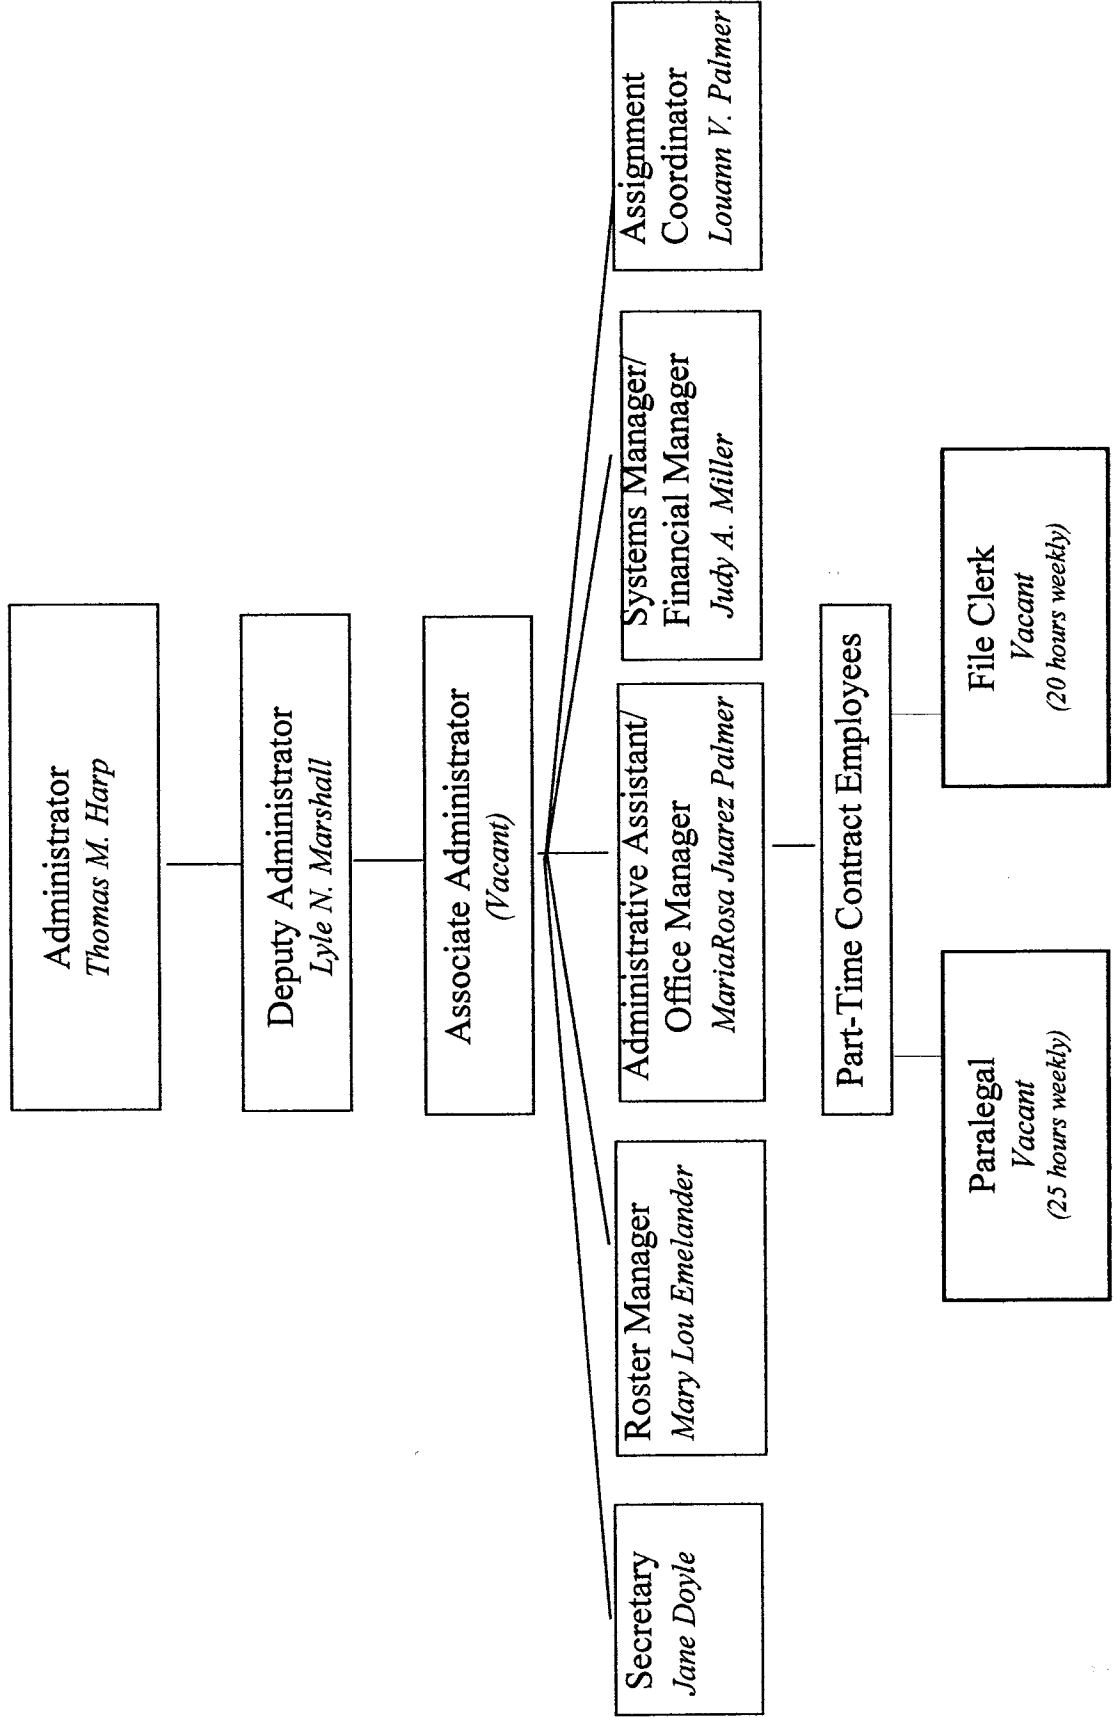 Administrator
Thomas M. Harp
Deputy Administrator
Lyle N. Marshall
Associate Administrator
(Vacant)
Secretary
Jane Doyle
Roster Manager
Mary Lou Emelander
Administrative Assistant/
Office Manager
MariaRosa Juarez Palmer
Systems Manager/
Financial Manager
Judy A. Miller
Assignment
Coordinator
Louann V. Palmer
Part-Time Contract Employees
Paralegal
Vacant
(25 hours weekly)
File Clerk
Vacant
(20 hours weekly)